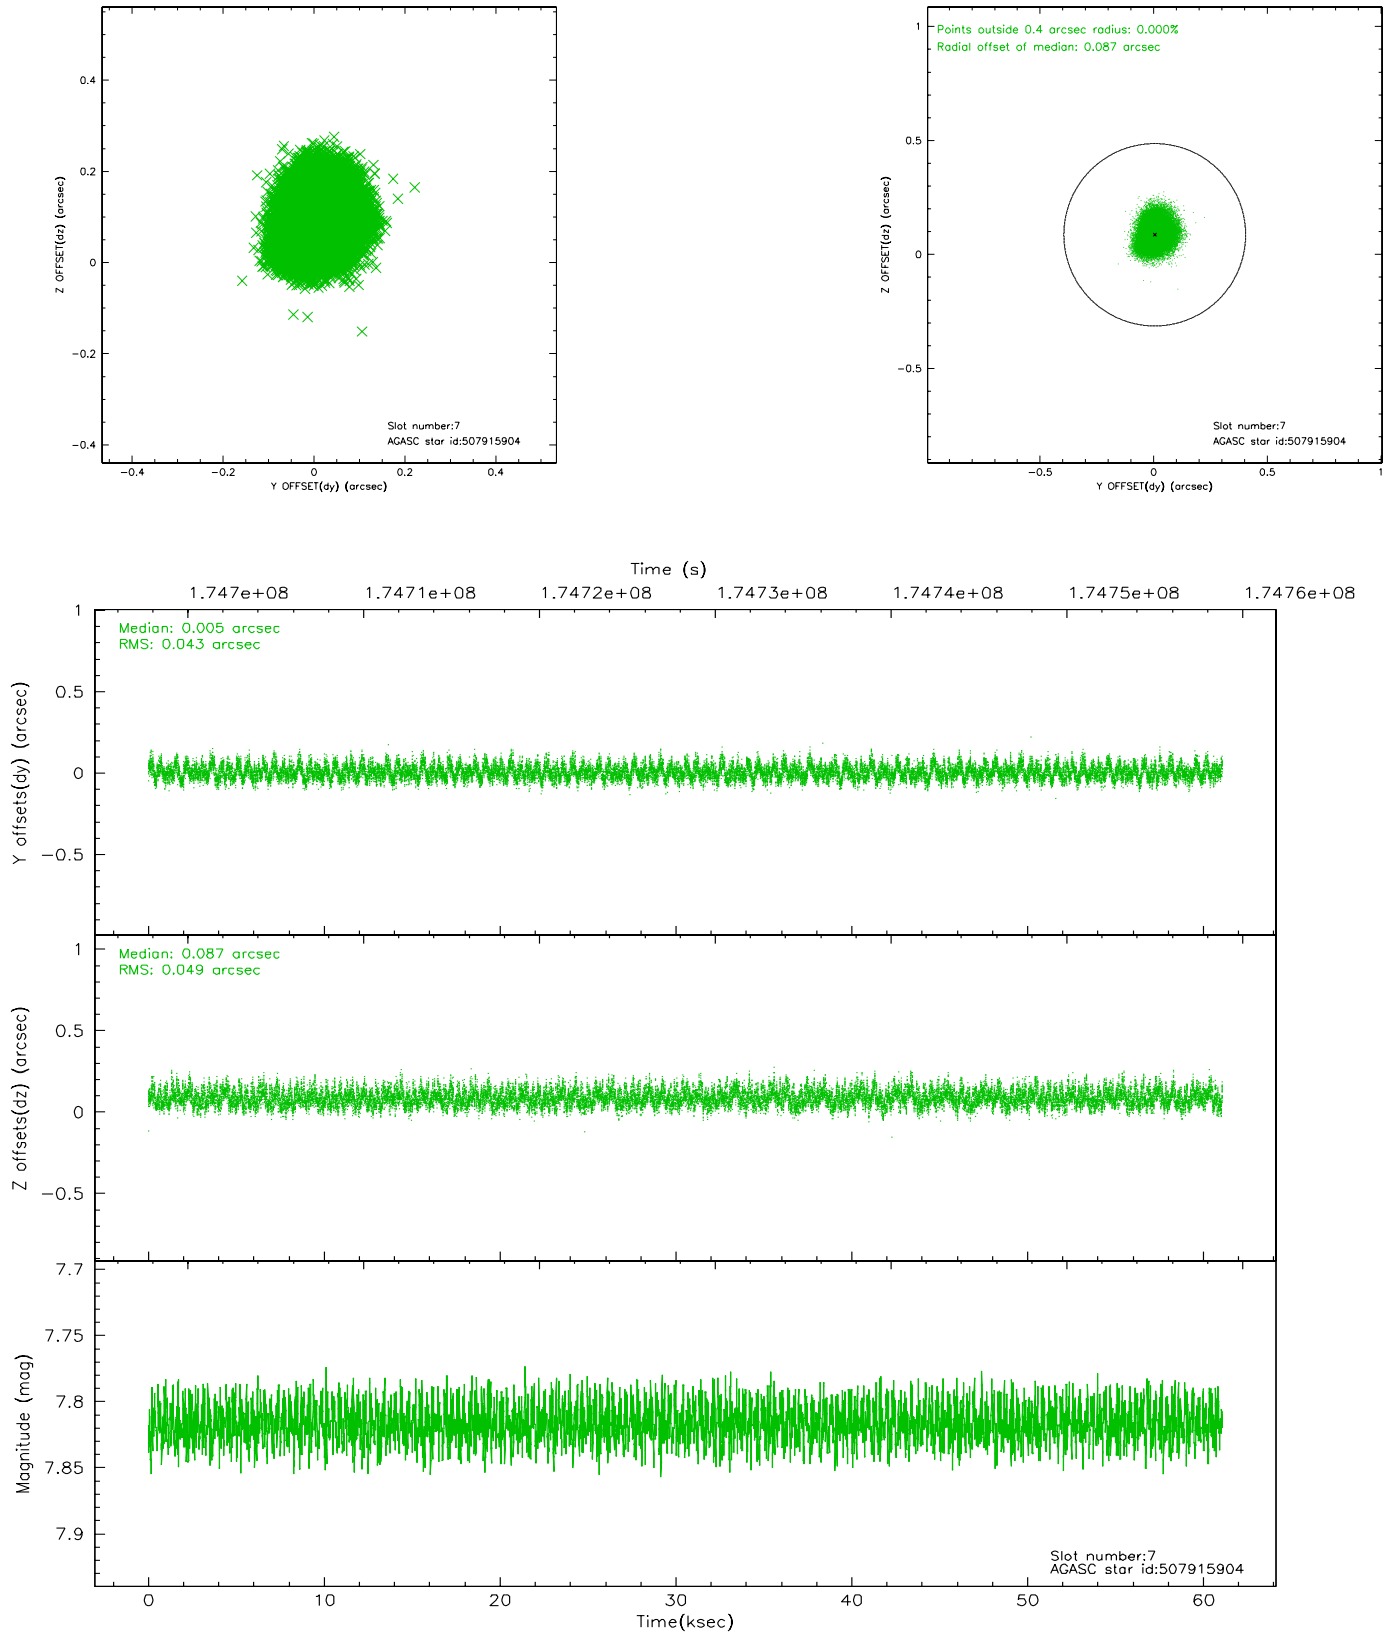 0.4
0.2
0
−0.2
−0.4
Z OFFSET(dz) (arcsec)
−0.4 −0.2 0 0.2 0.4
Y OFFSET(dy) (arcsec)
Slot number:7
AGASC star id:507915904
Points outside 0.4 arcsec radius: 0.000%
Radial offset of median: 0.087 arcsec
1
0.5
0
−0.5
Z OFFSET(dz) (arcsec)
−0.5 0 0.5 1
Y OFFSET(dy) (arcsec)
Slot number:7
AGASC star id:507915904
Time (s)
1.747e+08 1.7471e+08 1.7472e+08 1.7473e+08 1.7474e+08 1.7475e+08 1.7476e+08
Median: 0.005 arcsec
RMS: 0.043 arcsec
1
0.5
0
−0.5
Y offsets(dy) (arcsec)
Median: 0.087 arcsec
RMS: 0.049 arcsec
1
0.5
0
−0.5
Z offsets(dz) (arcsec)
7.7
7.75
7.8
7.85
7.9
Magnitude (mag)
Slot number:7
AGASC star id:507915904
0 10 20 30 40 50 60
Time(ksec)